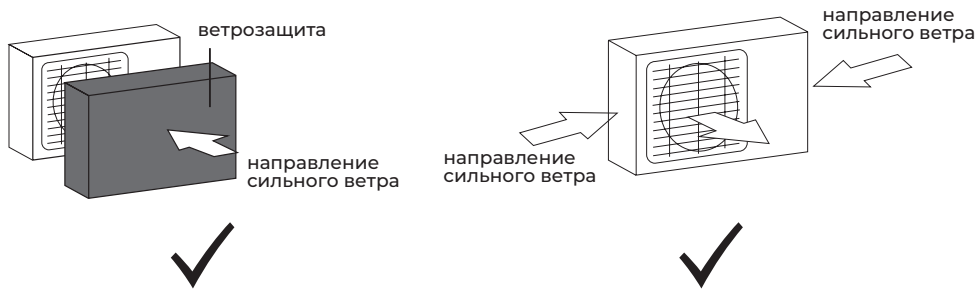 ветрозащита
направление
сильного ветра
направление
сильного ветра
направление
сильного ветра